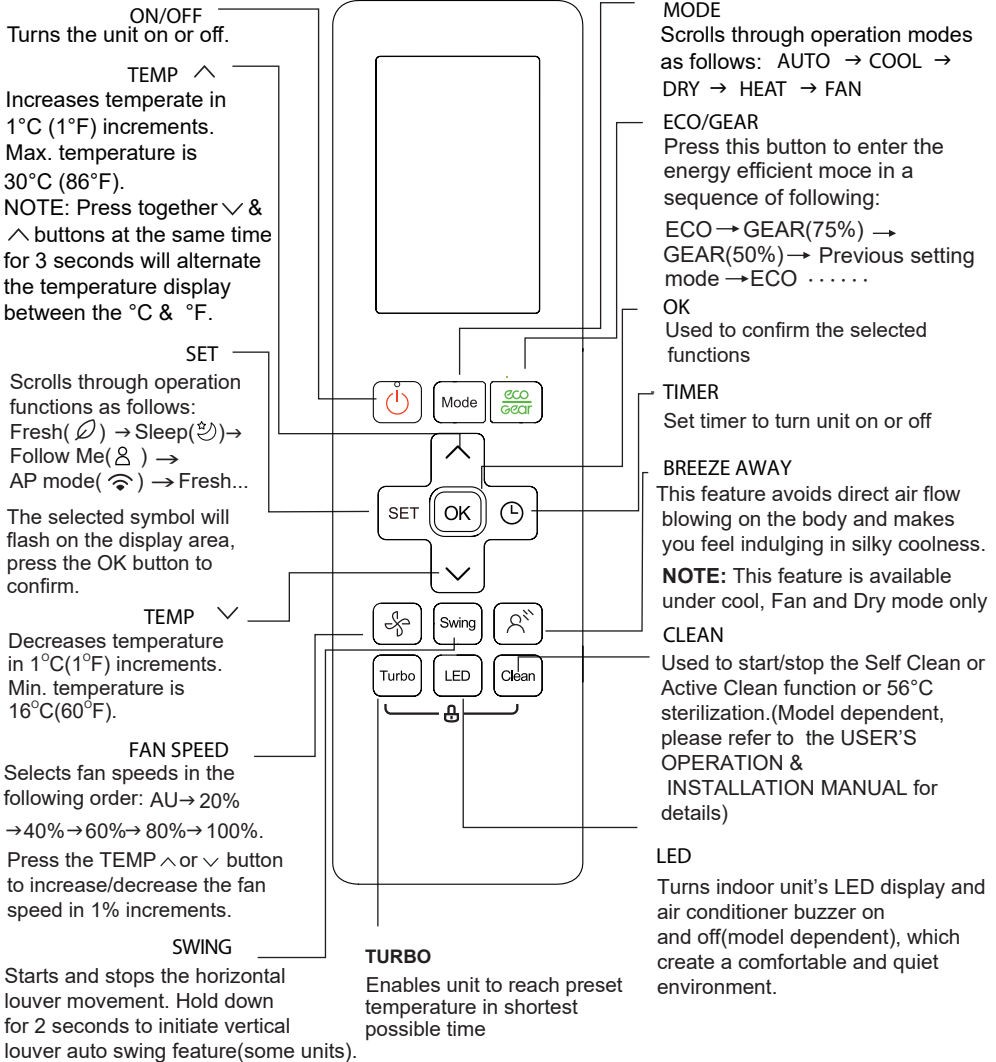 ON/OFF
Turns the unit on or off.
TEMP ︿
Increases temperate in
1°C (1°F) increments.
Max. temperature is
30°C (86°F).
NOTE: Press together ﹀ &
︿ buttons at the same time
for 3 seconds will alternate
the temperature display
between the °C & °F.
SET
Scrolls through operation
functions as follows:
Fresh( ) → Sleep( ) →
Follow Me( ) →
AP mode( ) → Fresh...
The selected symbol will
flash on the display area,
press the OK button to
confirm.
TEMP ﹀
Decreases temperature
in 1°C(1°F) increments.
Min. temperature is
16°C(60°F).
FAN SPEED
Selects fan speeds in the
following order: AU→ 20%
→40%→60%→ 80%→100%.
Press the TEMP ︿ or ﹀ button
to increase/decrease the fan
speed in 1% increments.
SWING
Starts and stops the horizontal
louver movement. Hold down
for 2 seconds to initiate vertical
louver auto swing feature(some units).
Mode
eco
Gear
SET
OK
Swing
Turbo
LED
Clean
TURBO
Enables unit to reach preset
temperature in shortest
possible time
MODE
Scrolls through operation modes
as follows: AUTO → COOL →
DRY → HEAT → FAN
ECO/GEAR
Press this button to enter the
energy efficient moce in a
sequence of following:
ECO → GEAR(75%) →
GEAR(50%) → Previous setting
mode → ECO ······
OK
Used to confirm the selected
functions
TIMER
Set timer to turn unit on or off
BREEZE AWAY
This feature avoids direct air flow
blowing on the body and makes
you feel indulging in silky coolness.
NOTE: This feature is available
under cool, Fan and Dry mode only
CLEAN
Used to start/stop the Self Clean or
Active Clean function or 56°C
sterilization.(Model dependent,
please refer to the USER'S
OPERATION &
INSTALLATION MANUAL for
details)
LED
Turns indoor unit's LED display and
air conditioner buzzer on
and off(model dependent), which
create a comfortable and quiet
environment.